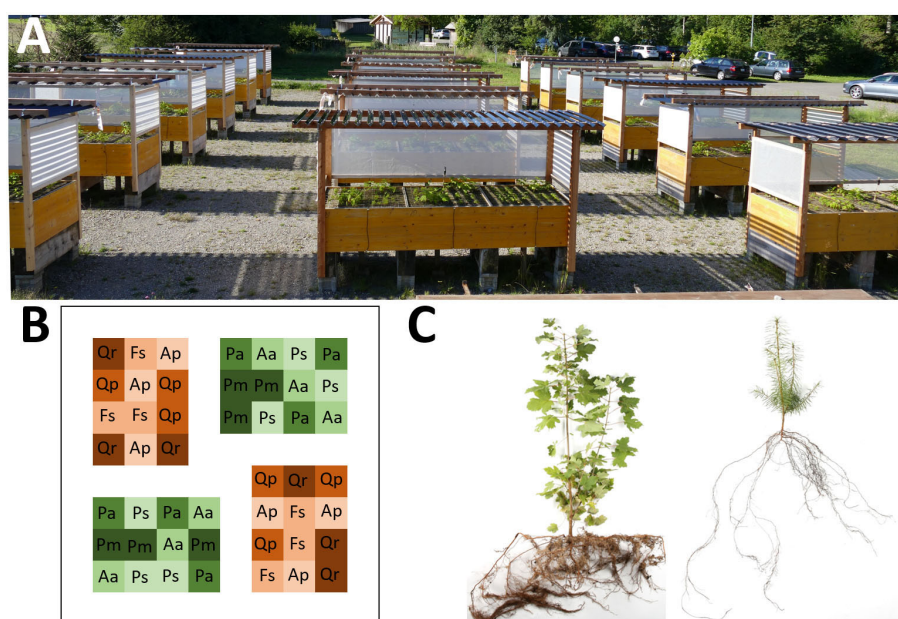 A
B
C
Qr Fs Ap
Qp Ap Qp
Fs Fs Qp
Qr Ap Qr
Pa Aa Ps Pa
Pm Pm Aa Ps
Pm Ps Pa Aa
Pa Ps Pa Aa
Pm Pm Aa Pm
Aa Ps Ps Pa
Qp Qr Qp
Ap Fs Ap
Qp Fs Qr
Fs Ap Qr